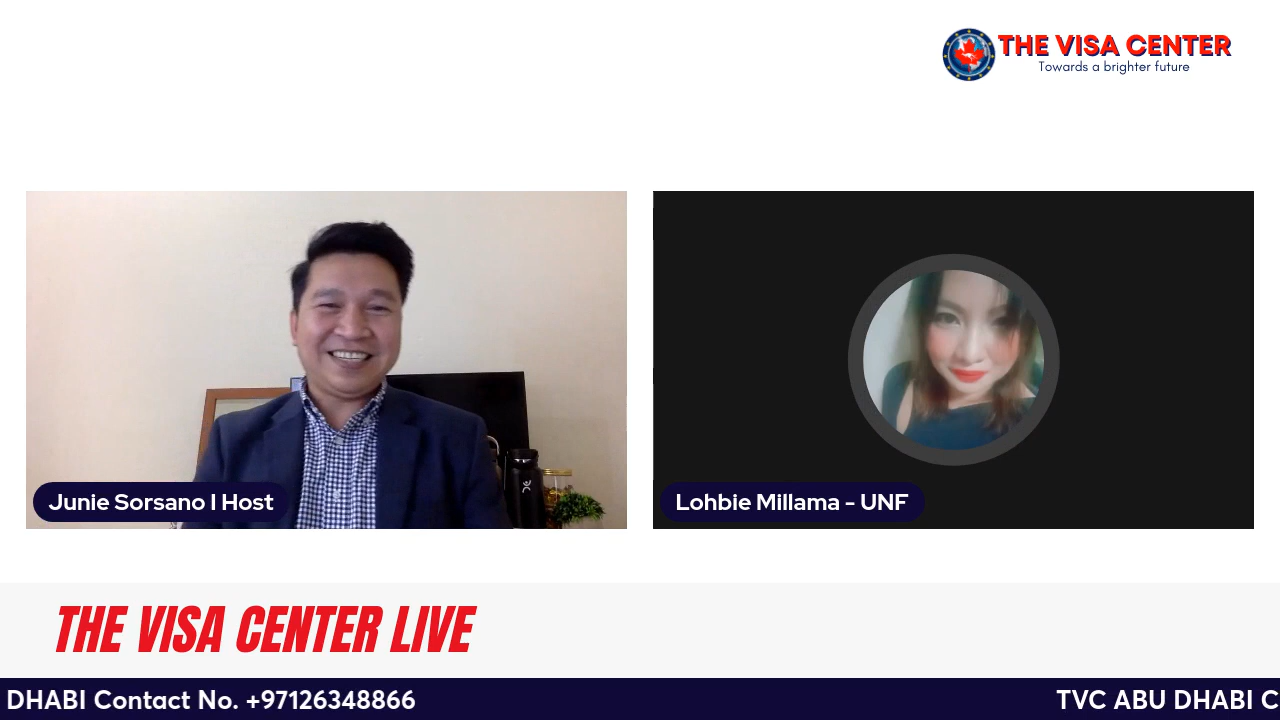 THE VISA CENTER
Towards a brighter future
Junie Sorsano I Host
Lohbie Millama - UNF
THE VISA CENTER LIVE
DHABI Contact No. +97126348866
TVC ABU DHABI C